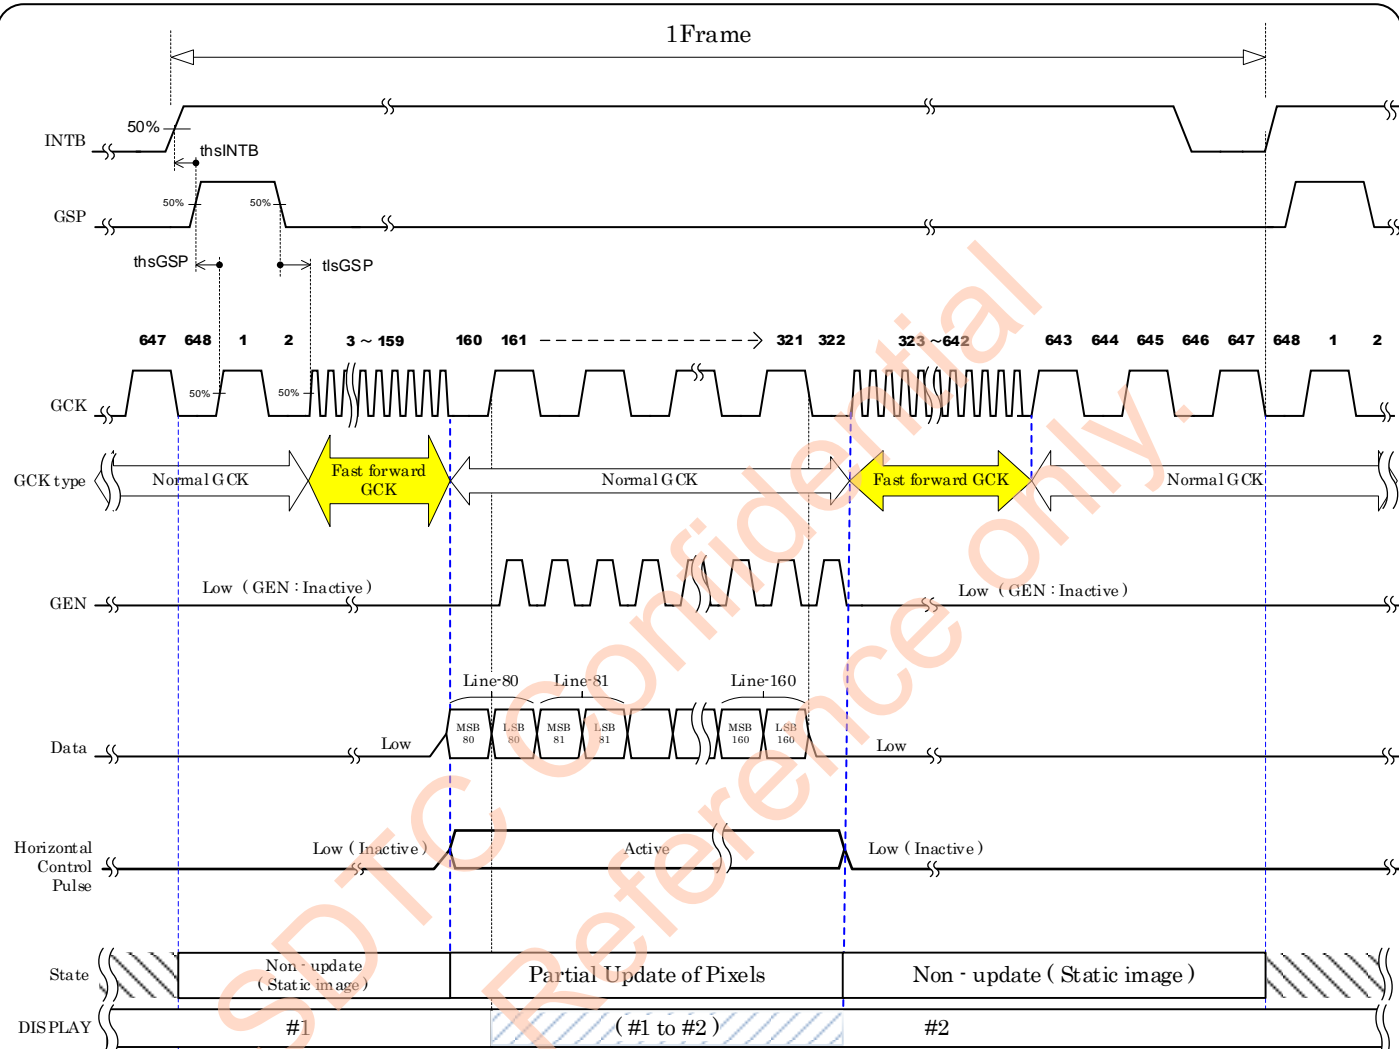 1Frame
INTB
50%
thsINTB
GSP
50%
50%
thsGSP
tlsGSP
647 648 1 2 3 ~ 159 160 161 321 322 323 ~ 642 643 644 645 646 647 648 1 2
GCK
50%
50%
GCK type
Normal GCK
Fast forward
GCK
Normal GCK
Fast forward GCK
Normal GCK
GEN
Low ( GEN : Inactive )
Low ( GEN : Inactive )
Line-80
Line-81
Line-160
Data
Low
MSB
80
LSB
80
MSB
81
LSB
81
MSB
160
LSB
160
Low
Horizontal
Control
Pulse
Low ( Inactive )
Active
Low ( Inactive )
State
Non - update
( Static image )
Partial Update of Pixels
Non - update ( Static image )
DISPLAY
#1
( #1 to #2 )
#2
SDTC Confidential
Reference only.